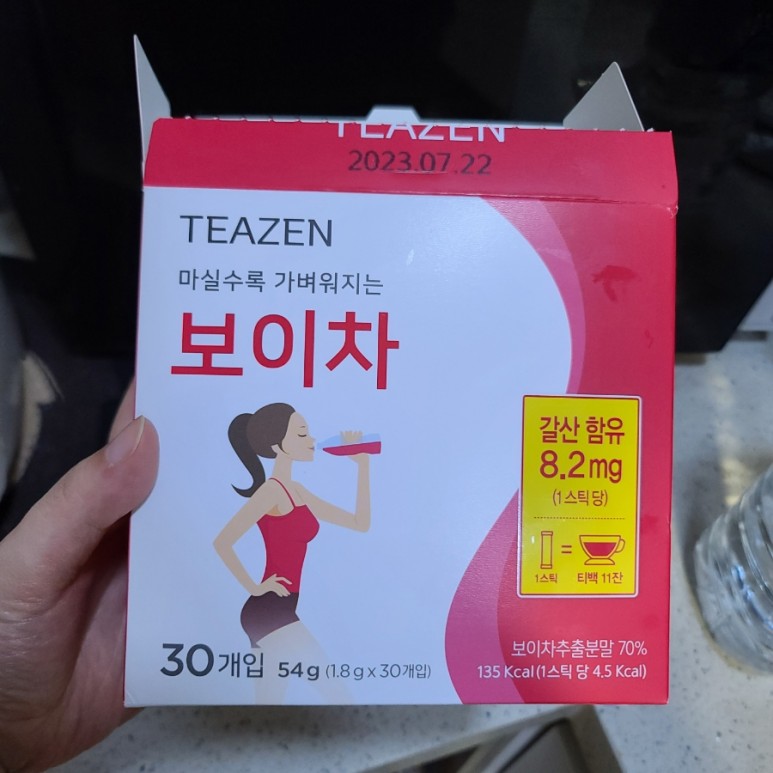 TEAZEN
2023.07.22
TEAZEN
마실수록 가벼워지는
보이차
갈산 함유
8.2mg
(1스틱당)
1스틱 = 티백 11잔
30개입 54g (1.8g x 30개입)
보이차추출분말 70%
135 Kcal(1스틱 당 4.5 Kcal)